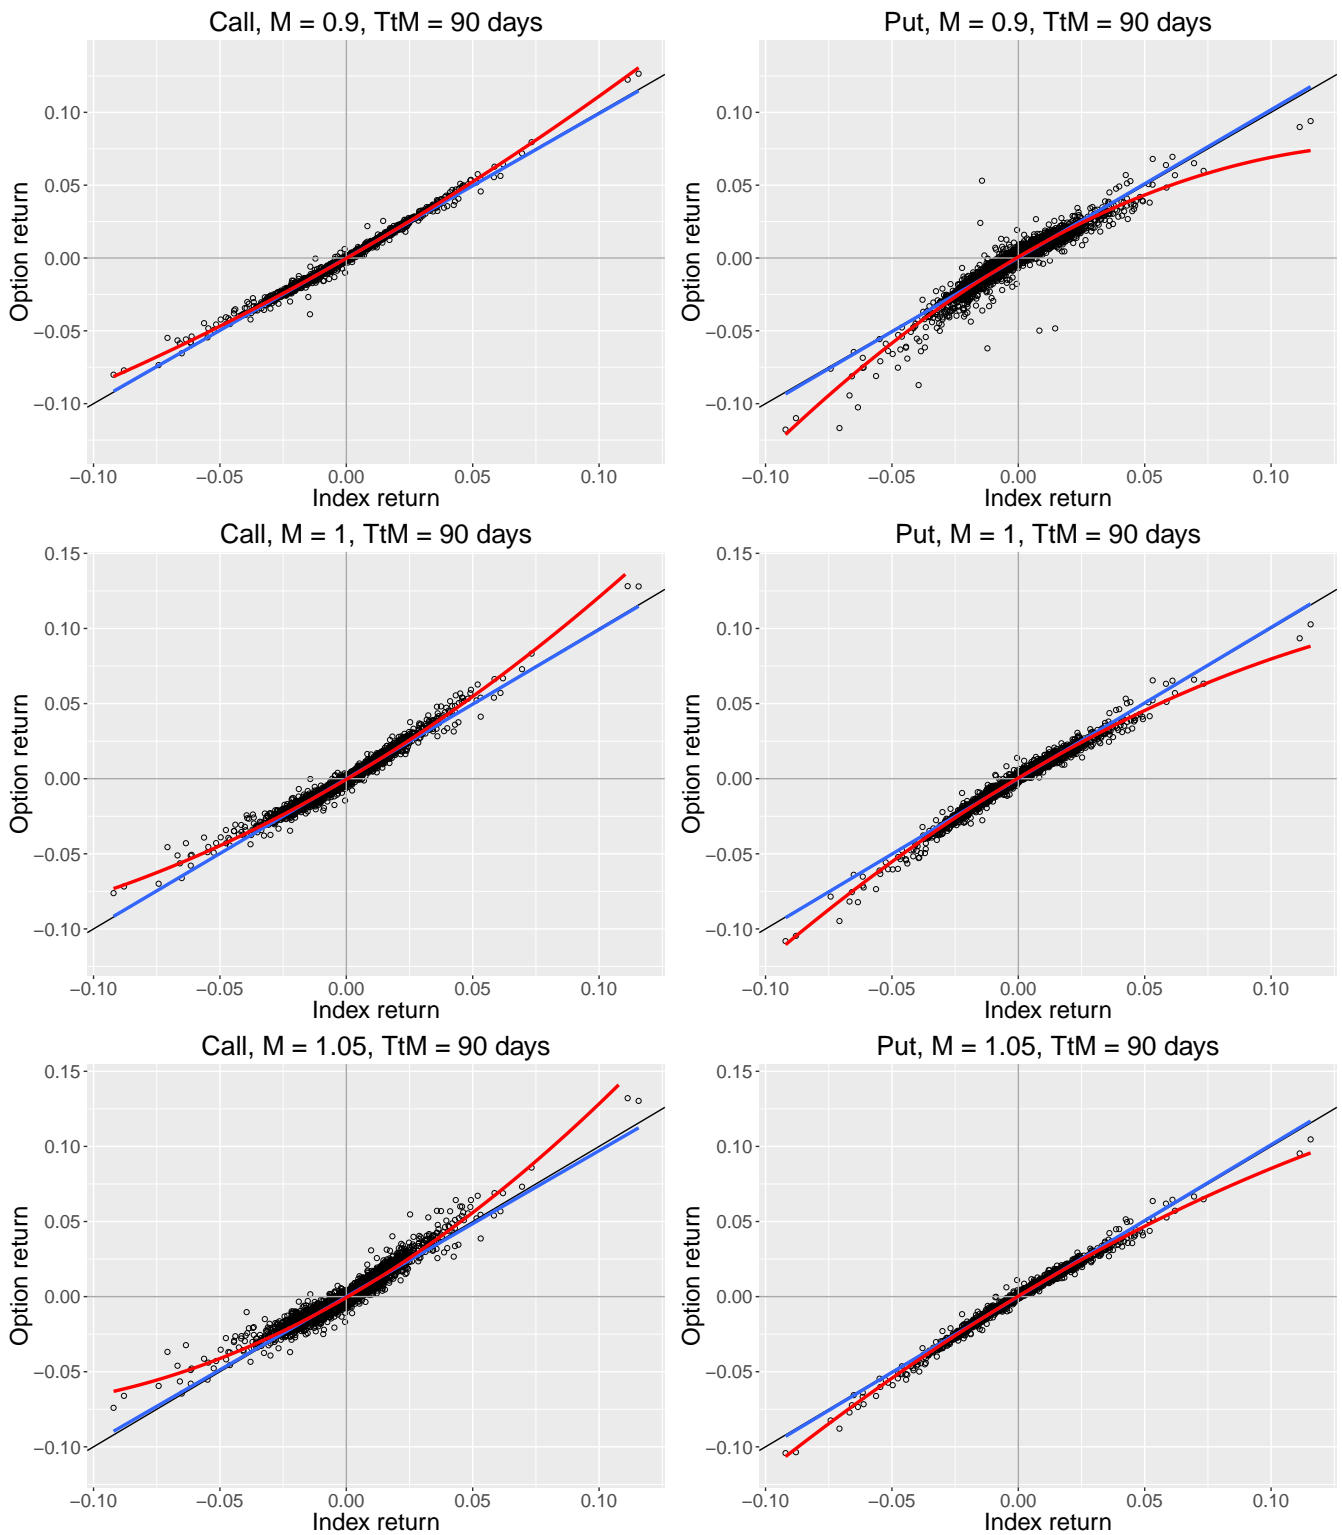 Call, M = 0.9, TtM = 90 days
Option return
0.10
0.05
0.00
−0.05
−0.10
−0.10 −0.05 0.00 0.05 0.10
Index return
Put, M = 0.9, TtM = 90 days
Option return
0.10
0.05
0.00
−0.05
−0.10
−0.10 −0.05 0.00 0.05 0.10
Index return
Call, M = 1, TtM = 90 days
Option return
0.15
0.10
0.05
0.00
−0.05
−0.10
−0.10 −0.05 0.00 0.05 0.10
Index return
Put, M = 1, TtM = 90 days
Option return
0.15
0.10
0.05
0.00
−0.05
−0.10
−0.10 −0.05 0.00 0.05 0.10
Index return
Call, M = 1.05, TtM = 90 days
Option return
0.15
0.10
0.05
0.00
−0.05
−0.10
−0.10 −0.05 0.00 0.05 0.10
Index return
Put, M = 1.05, TtM = 90 days
Option return
0.15
0.10
0.05
0.00
−0.05
−0.10
−0.10 −0.05 0.00 0.05 0.10
Index return